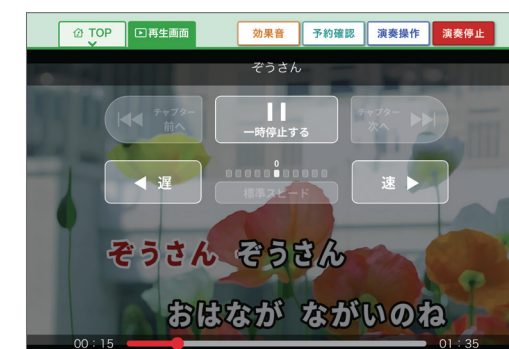 TOP
再生画面
効果音
予約確認
演奏操作
演奏停止
ぞうさん
チャプター
前へ
一時停止する
チャプター
次へ
遅
0
標準スピード
速
ぞうさん ぞうさん
おはなが ながいのね
00:15
01:35